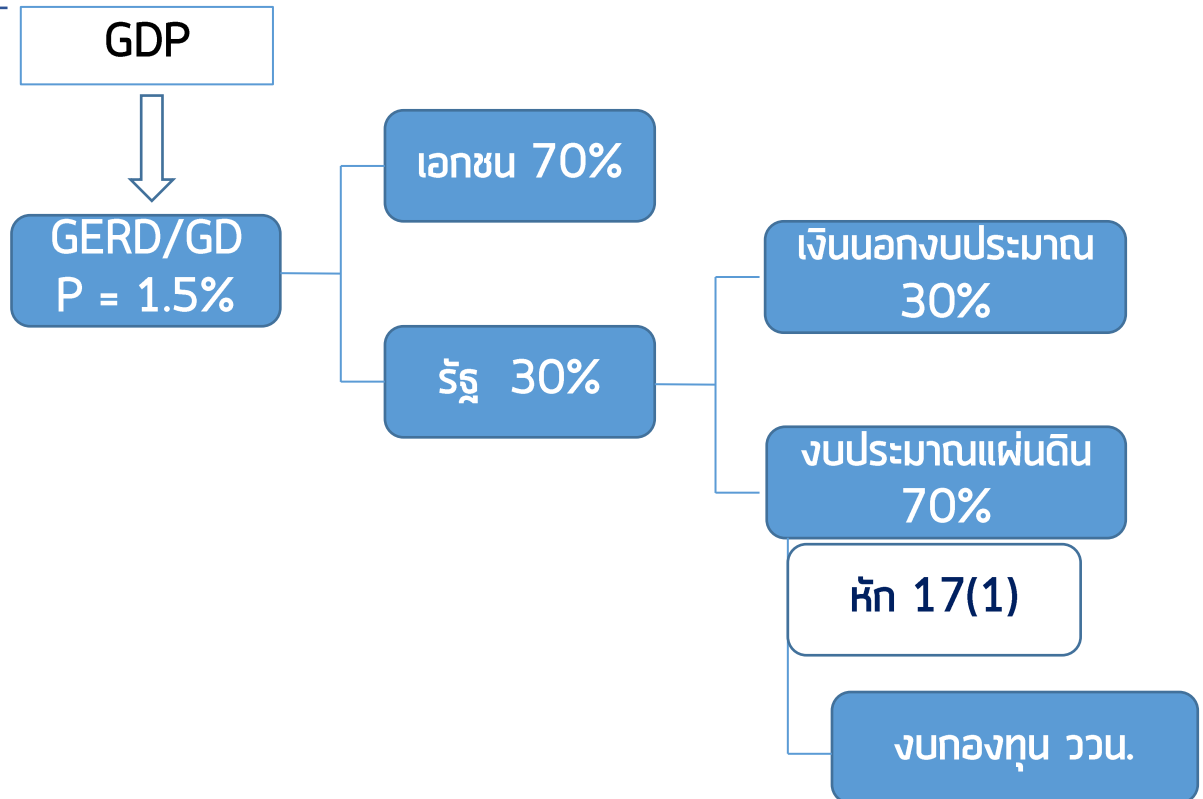 GDP
เอกชน 70%
GERD/GD
P = 1.5%
เงินนอกงบประมาณ
30%
รัฐ 30%
งบประมาณแผ่นดิน
70%
หัก 17(1)
งบกองทุน ววน.